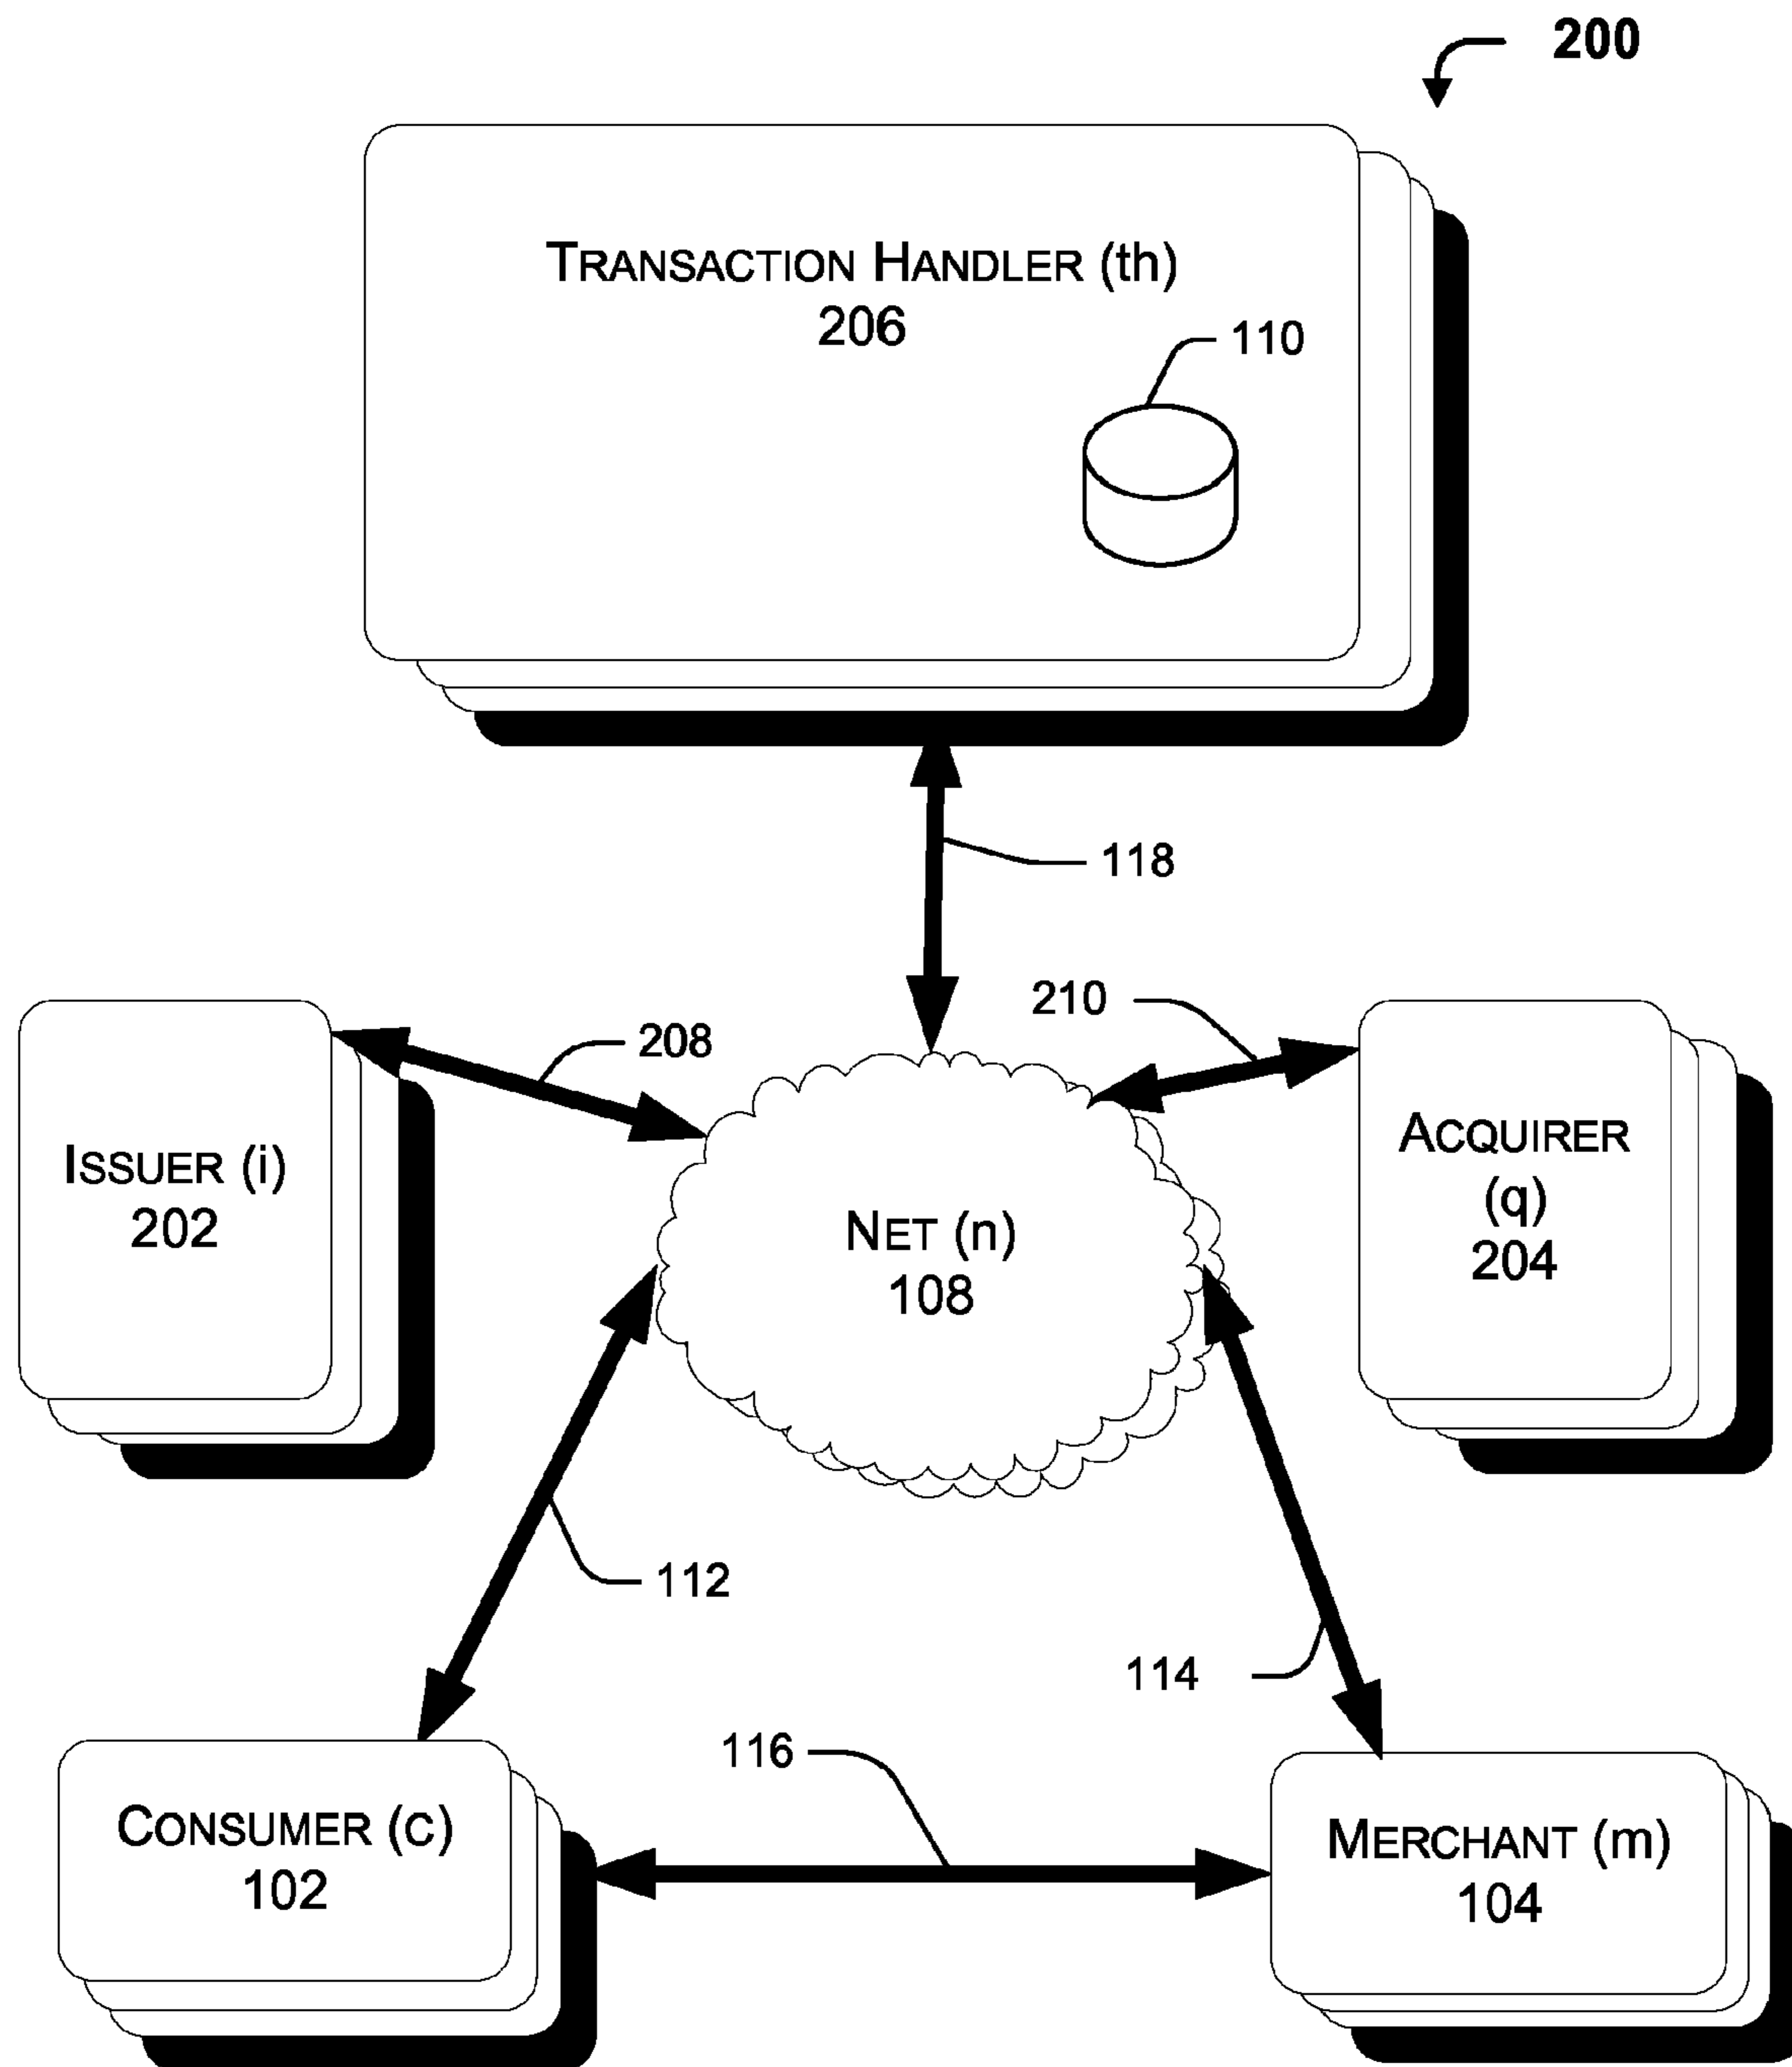 200
TRANSACTION HANDLER (th)
206
110
118
210
208
ISSUER (i)
202
ACQUIRER
(q)
204
NET (n)
108
112
114
116
CONSUMER (c)
102
MERCHANT (m)
104